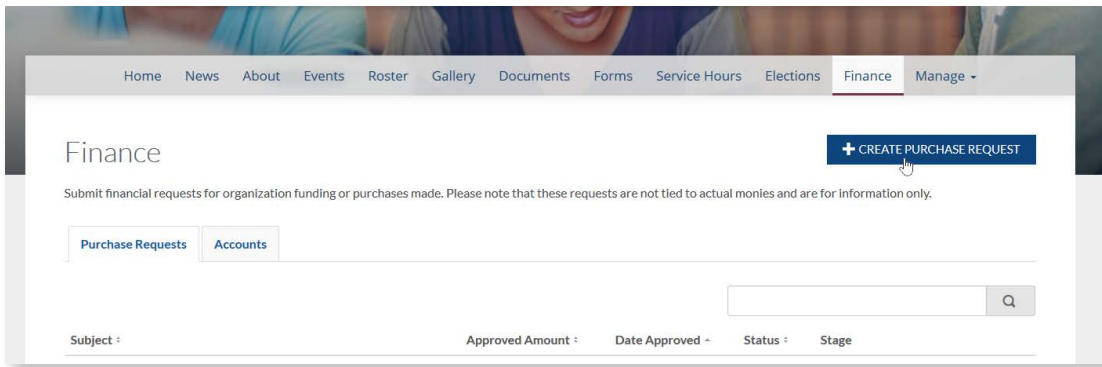 Home News About Events Roster Gallery Documents Forms Service Hours Elections Finance Manage
Finance
CREATE PURCHASE REQUEST
Submit financial requests for organization funding or purchases made. Please note that these requests are not tied to actual monies and are for information only.
Purchase Requests Accounts
Subject Approved Amount Date Approved Status Stage